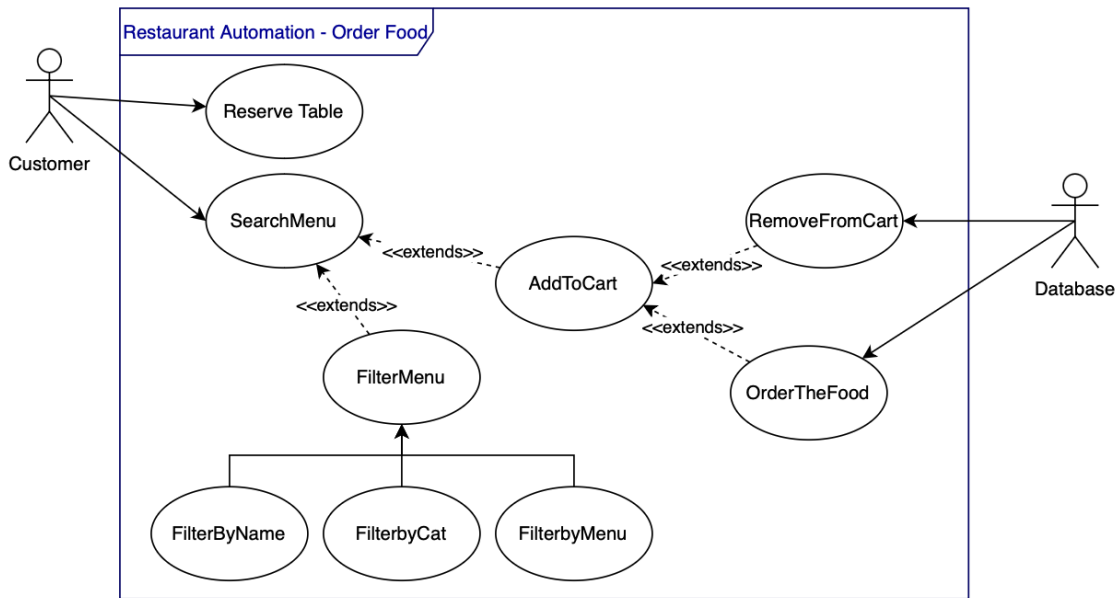 Restaurant Automation - Order Food
Reserve Table
Customer
SearchMenu
RemoveFromCart
<<extends>>
<<extends>>
AddToCart
Database
<<extends>>
<<extends>>
FilterMenu
OrderTheFood
FilterByName
FilterbyCat
FilterbyMenu